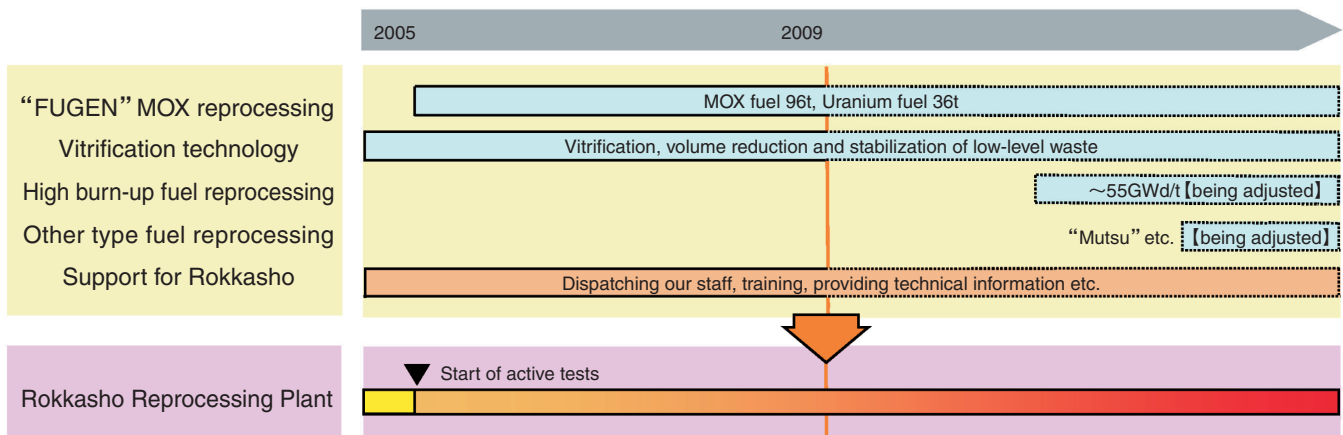 2005 2009
“FUGEN” MOX reprocessing MOX fuel 96t, Uranium fuel 36t
Vitrification technology Vitrification, volume reduction and stabilization of low-level waste
High burn-up fuel reprocessing ～55GWd/t【being adjusted】
Other type fuel reprocessing “Mutsu” etc. 【being adjusted】
Support for Rokkasho Dispatching our staff, training, providing technical information etc.
Start of active tests
Rokkasho Reprocessing Plant